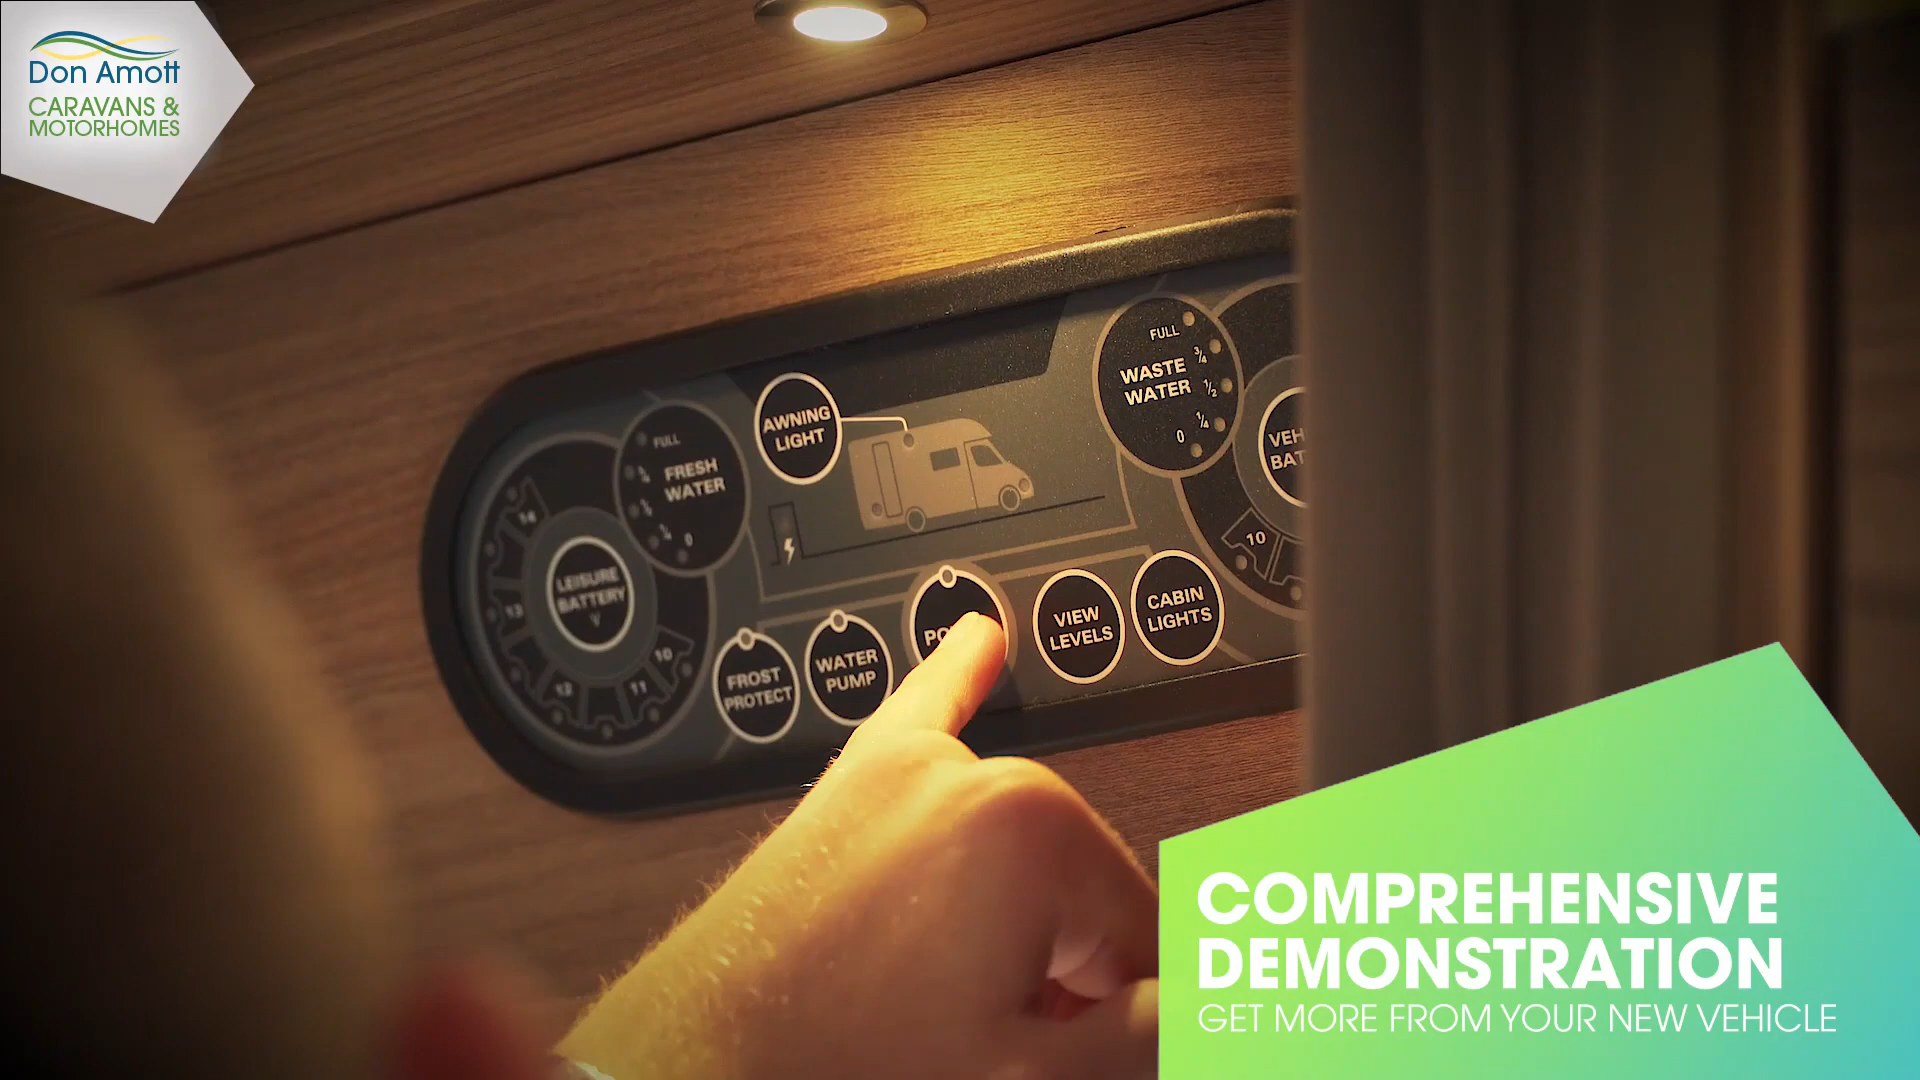 Don Amott
CARAVANS &
MOTORHOMES
AWNING
LIGHT
FULL
FRESH
WATER
0
FULL
3/4
WASTE
WATER
1/2
1/4
0
14
13
12
11
10
LEISURE
BATTERY
V
10
FROST
PROTECT
WATER
PUMP
VIEW
LEVELS
CABIN
LIGHTS
COMPREHENSIVE
DEMONSTRATION
GET MORE FROM YOUR NEW VEHICLE